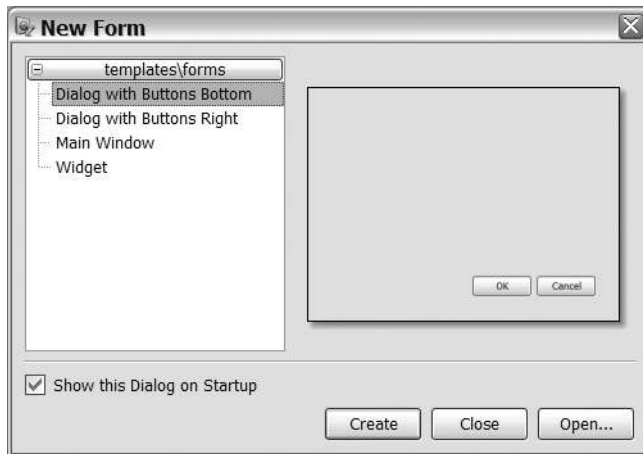 New Form
templates\forms
Dialog with Buttons Bottom
Dialog with Buttons Right
Main Window
Widget
OK Cancel
Show this Dialog on Startup
Create Close Open...